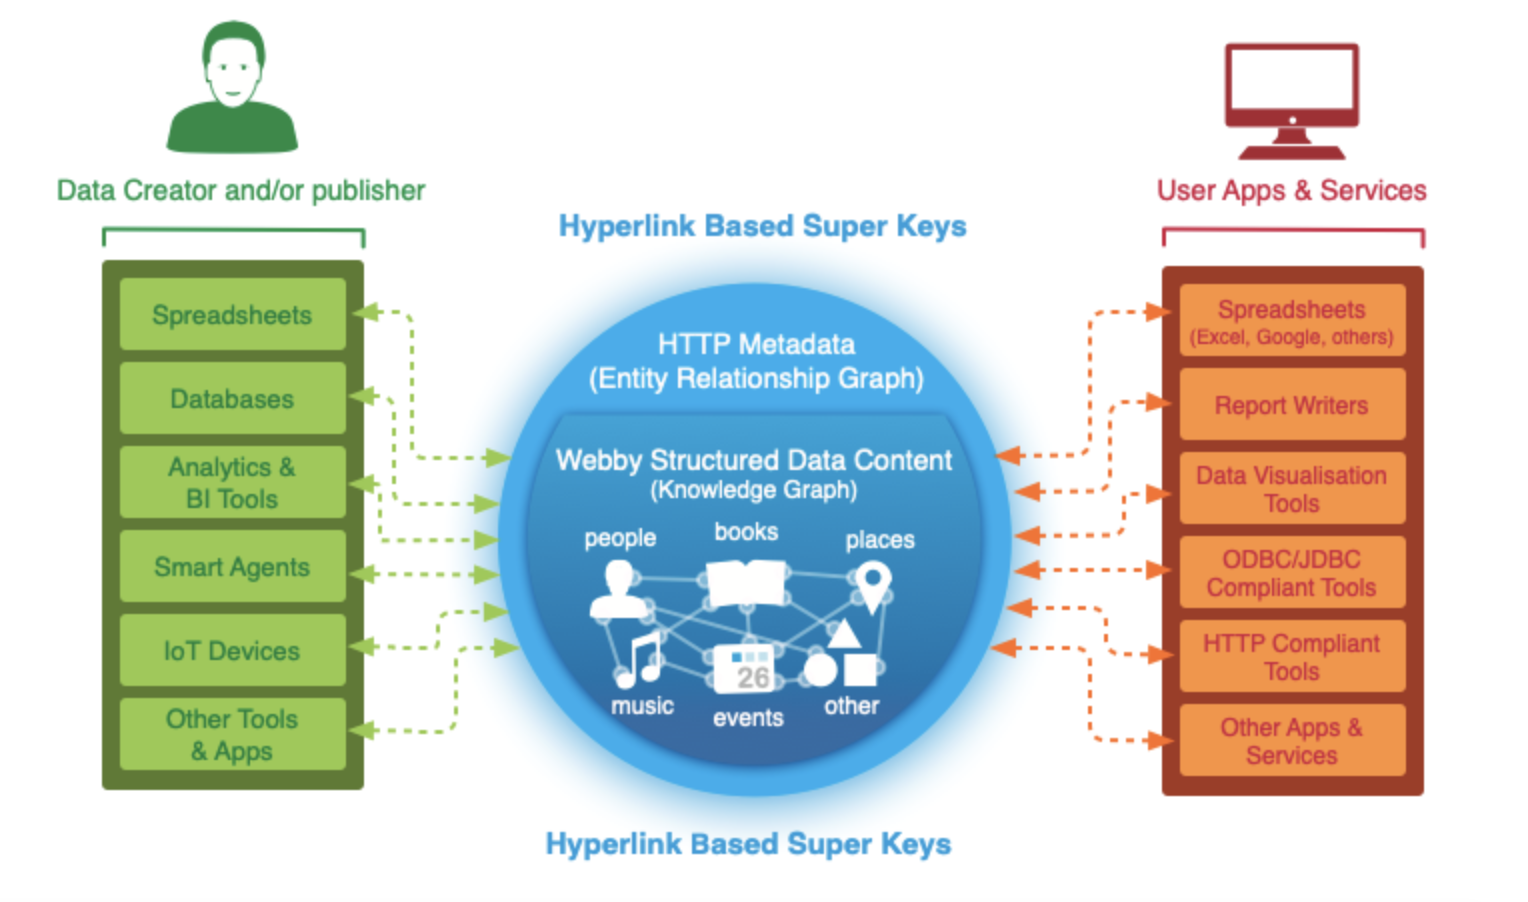 Data Creator and/or publisher
Spreadsheets
Databases
Analytics &
BI Tools
Smart Agents
IoT Devices
Other Tools
& Apps
Hyperlink Based Super Keys
HTTP Metadata
(Entity Relationship Graph)
Webby Structured Data Content
(Knowledge Graph)
people
books
places
music
26
events
other
Hyperlink Based Super Keys
User Apps & Services
Spreadsheets
(Excel, Google, others)
Report Writers
Data Visualisation
Tools
ODBC/JDBC
Compliant Tools
HTTP Compliant
Tools
Other Apps &
Services